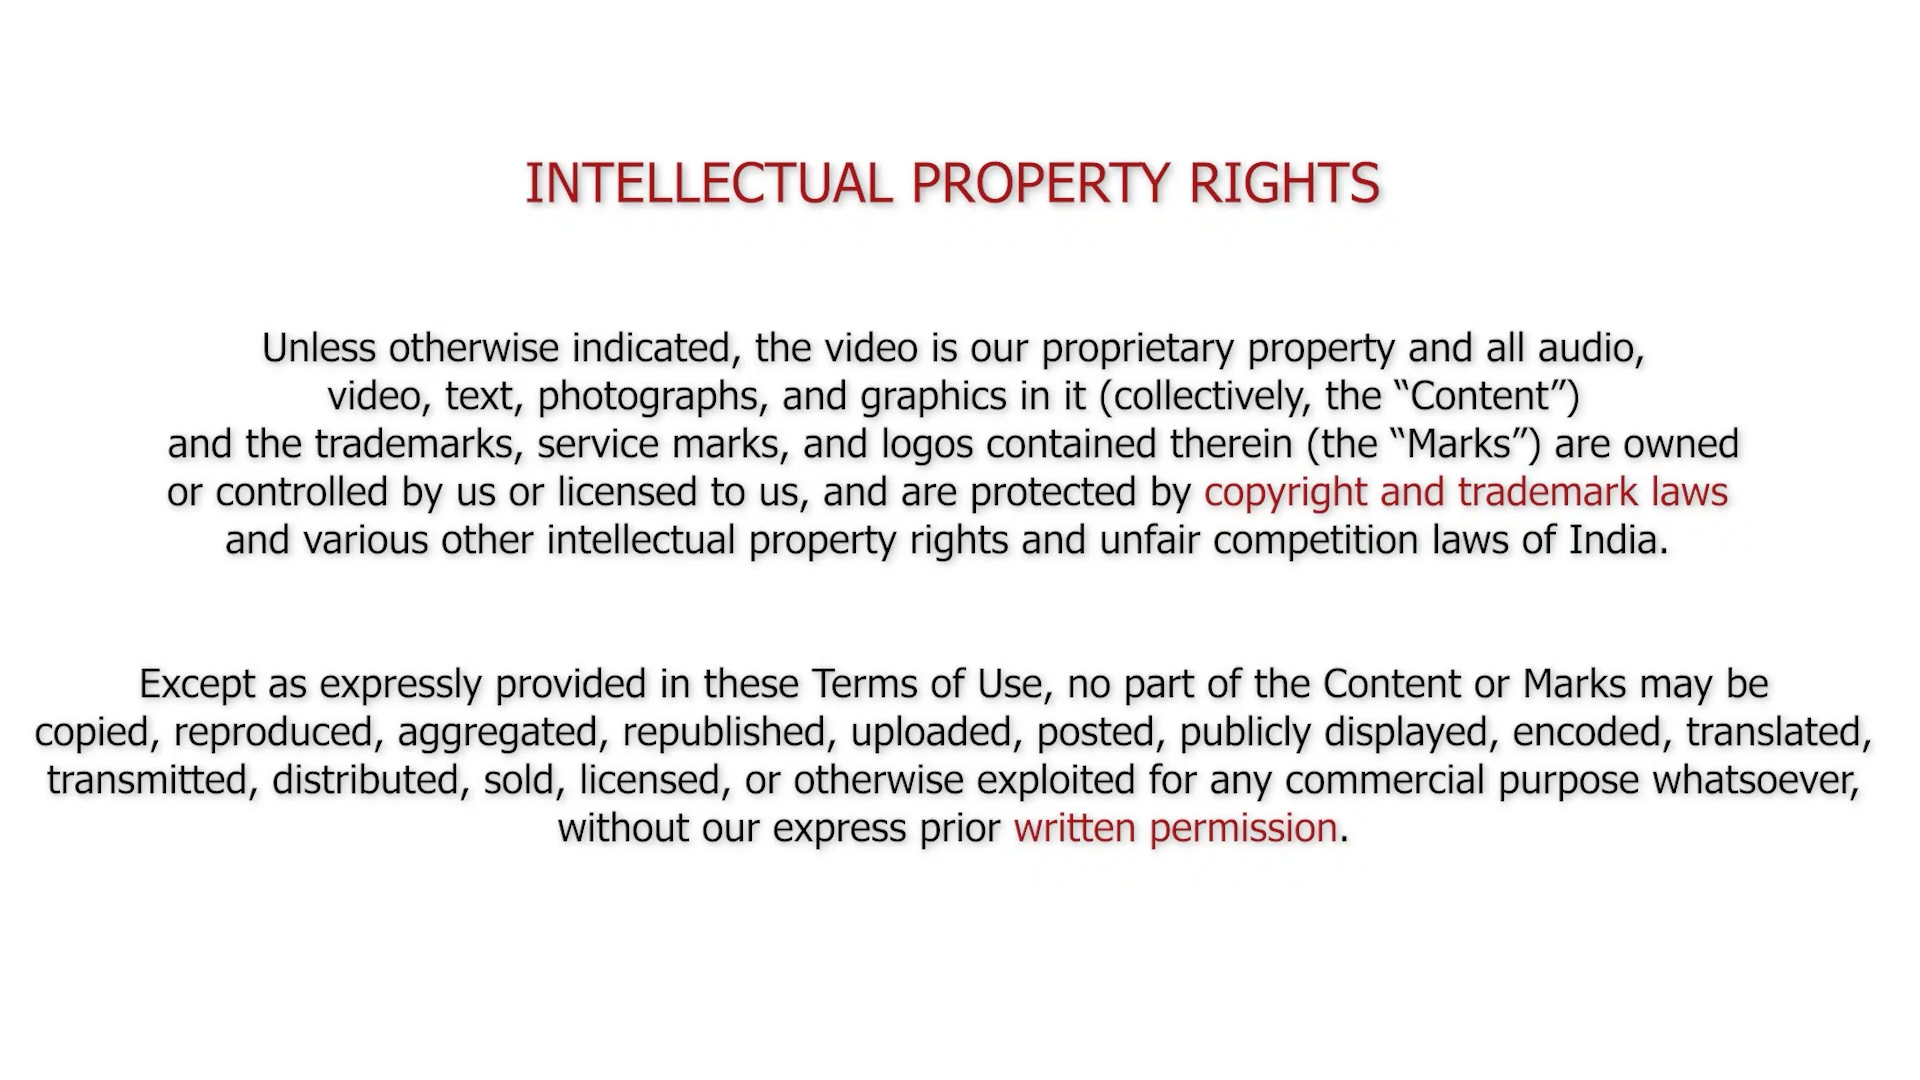 INTELLECTUAL PROPERTY RIGHTS
Unless otherwise indicated, the video is our proprietary property and all audio,
video, text, photographs, and graphics in it (collectively, the “Content”)
and the trademarks, service marks, and logos contained therein (the “Marks”) are owned
or controlled by us or licensed to us, and are protected by copyright and trademark laws
and various other intellectual property rights and unfair competition laws of India.
Except as expressly provided in these Terms of Use, no part of the Content or Marks may be
copied, reproduced, aggregated, republished, uploaded, posted, publicly displayed, encoded, translated,
transmitted, distributed, sold, licensed, or otherwise exploited for any commercial purpose whatsoever,
without our express prior written permission.